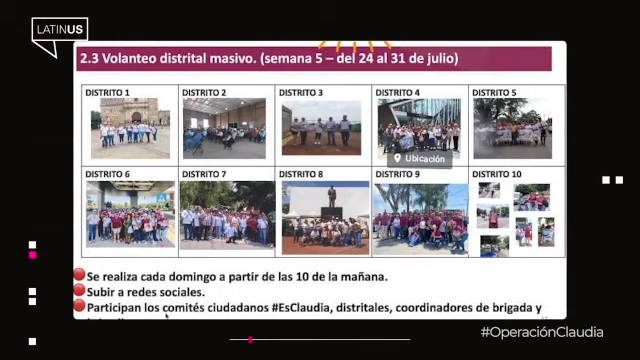 LATINUS
2.3 Volanteo distrital masivo. (semana 5 – del 24 al 31 de julio)
DISTRITO 1
DISTRITO 2
DISTRITO 3
DISTRITO 4
DISTRITO 5
Ubicación
DISTRITO 6
DISTRITO 7
DISTRITO 8
DISTRITO 9
DISTRITO 10
Se realiza cada domingo a partir de las 10 de la mañana.
Subir a redes sociales.
Participan los comités ciudadanos #EsClaudia, distritales, coordinadores de brigada y
#OperaciónClaudia